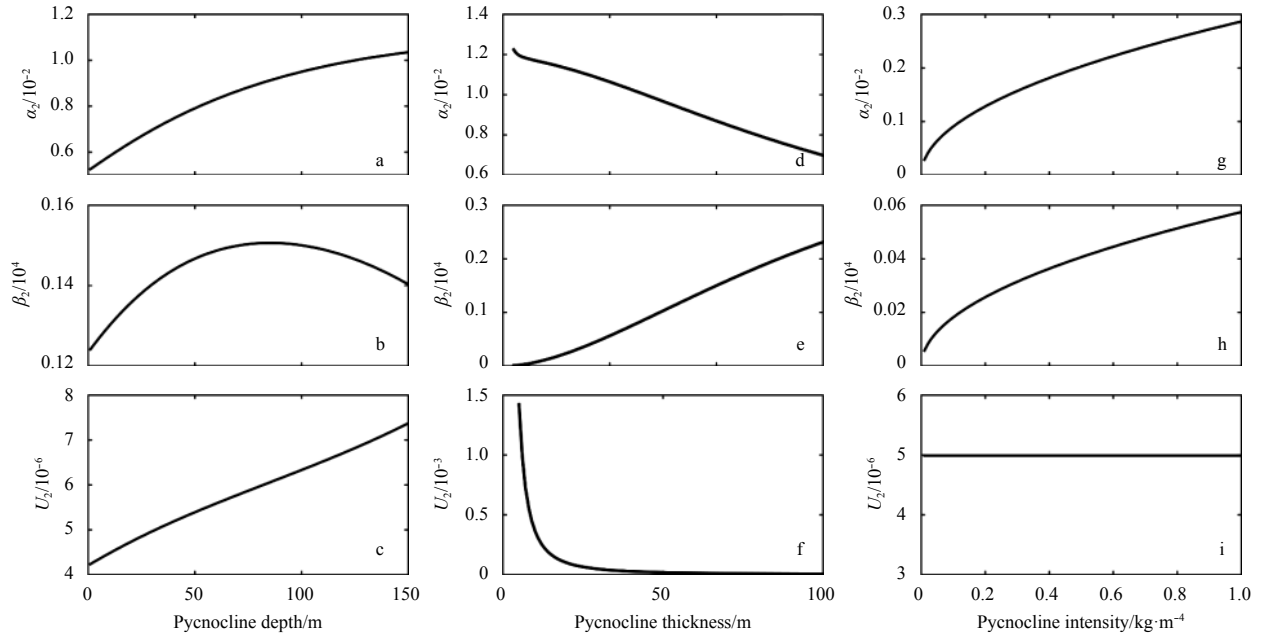 1.2
1.0
0.8
0.6
α₂/10⁻²
a
1.4
1.2
1.0
0.8
0.6
α₂/10⁻²
d
0.3
0.2
0.1
0
α₂/10⁻²
g
0.16
0.14
0.12
β₂/10⁴
b
0.3
0.2
0.1
0
β₂/10⁴
e
0.06
0.04
0.02
0
β₂/10⁴
h
8
7
6
5
4
U₂/10⁻⁶
c
0 50 100 150
Pycnocline depth/m
1.5
1.0
0.5
0
U₂/10⁻³
f
0 50 100
Pycnocline thickness/m
6
5
4
3
U₂/10⁻⁶
i
0 0.2 0.4 0.6 0.8 1.0
Pycnocline intensity/kg·m⁻⁴